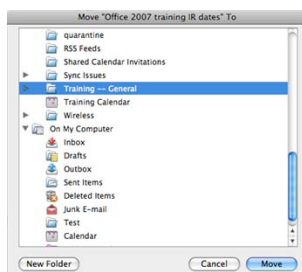 Move "Office 2007 training IR dates" To
quarantine
RSS Feeds
Shared Calendar Invitations
Sync Issues
Training -- General
Training Calendar
Wireless
On My Computer
Inbox
Drafts
Outbox
Sent Items
Deleted Items
Junk E-mail
Test
Calendar
New Folder
Cancel
Move